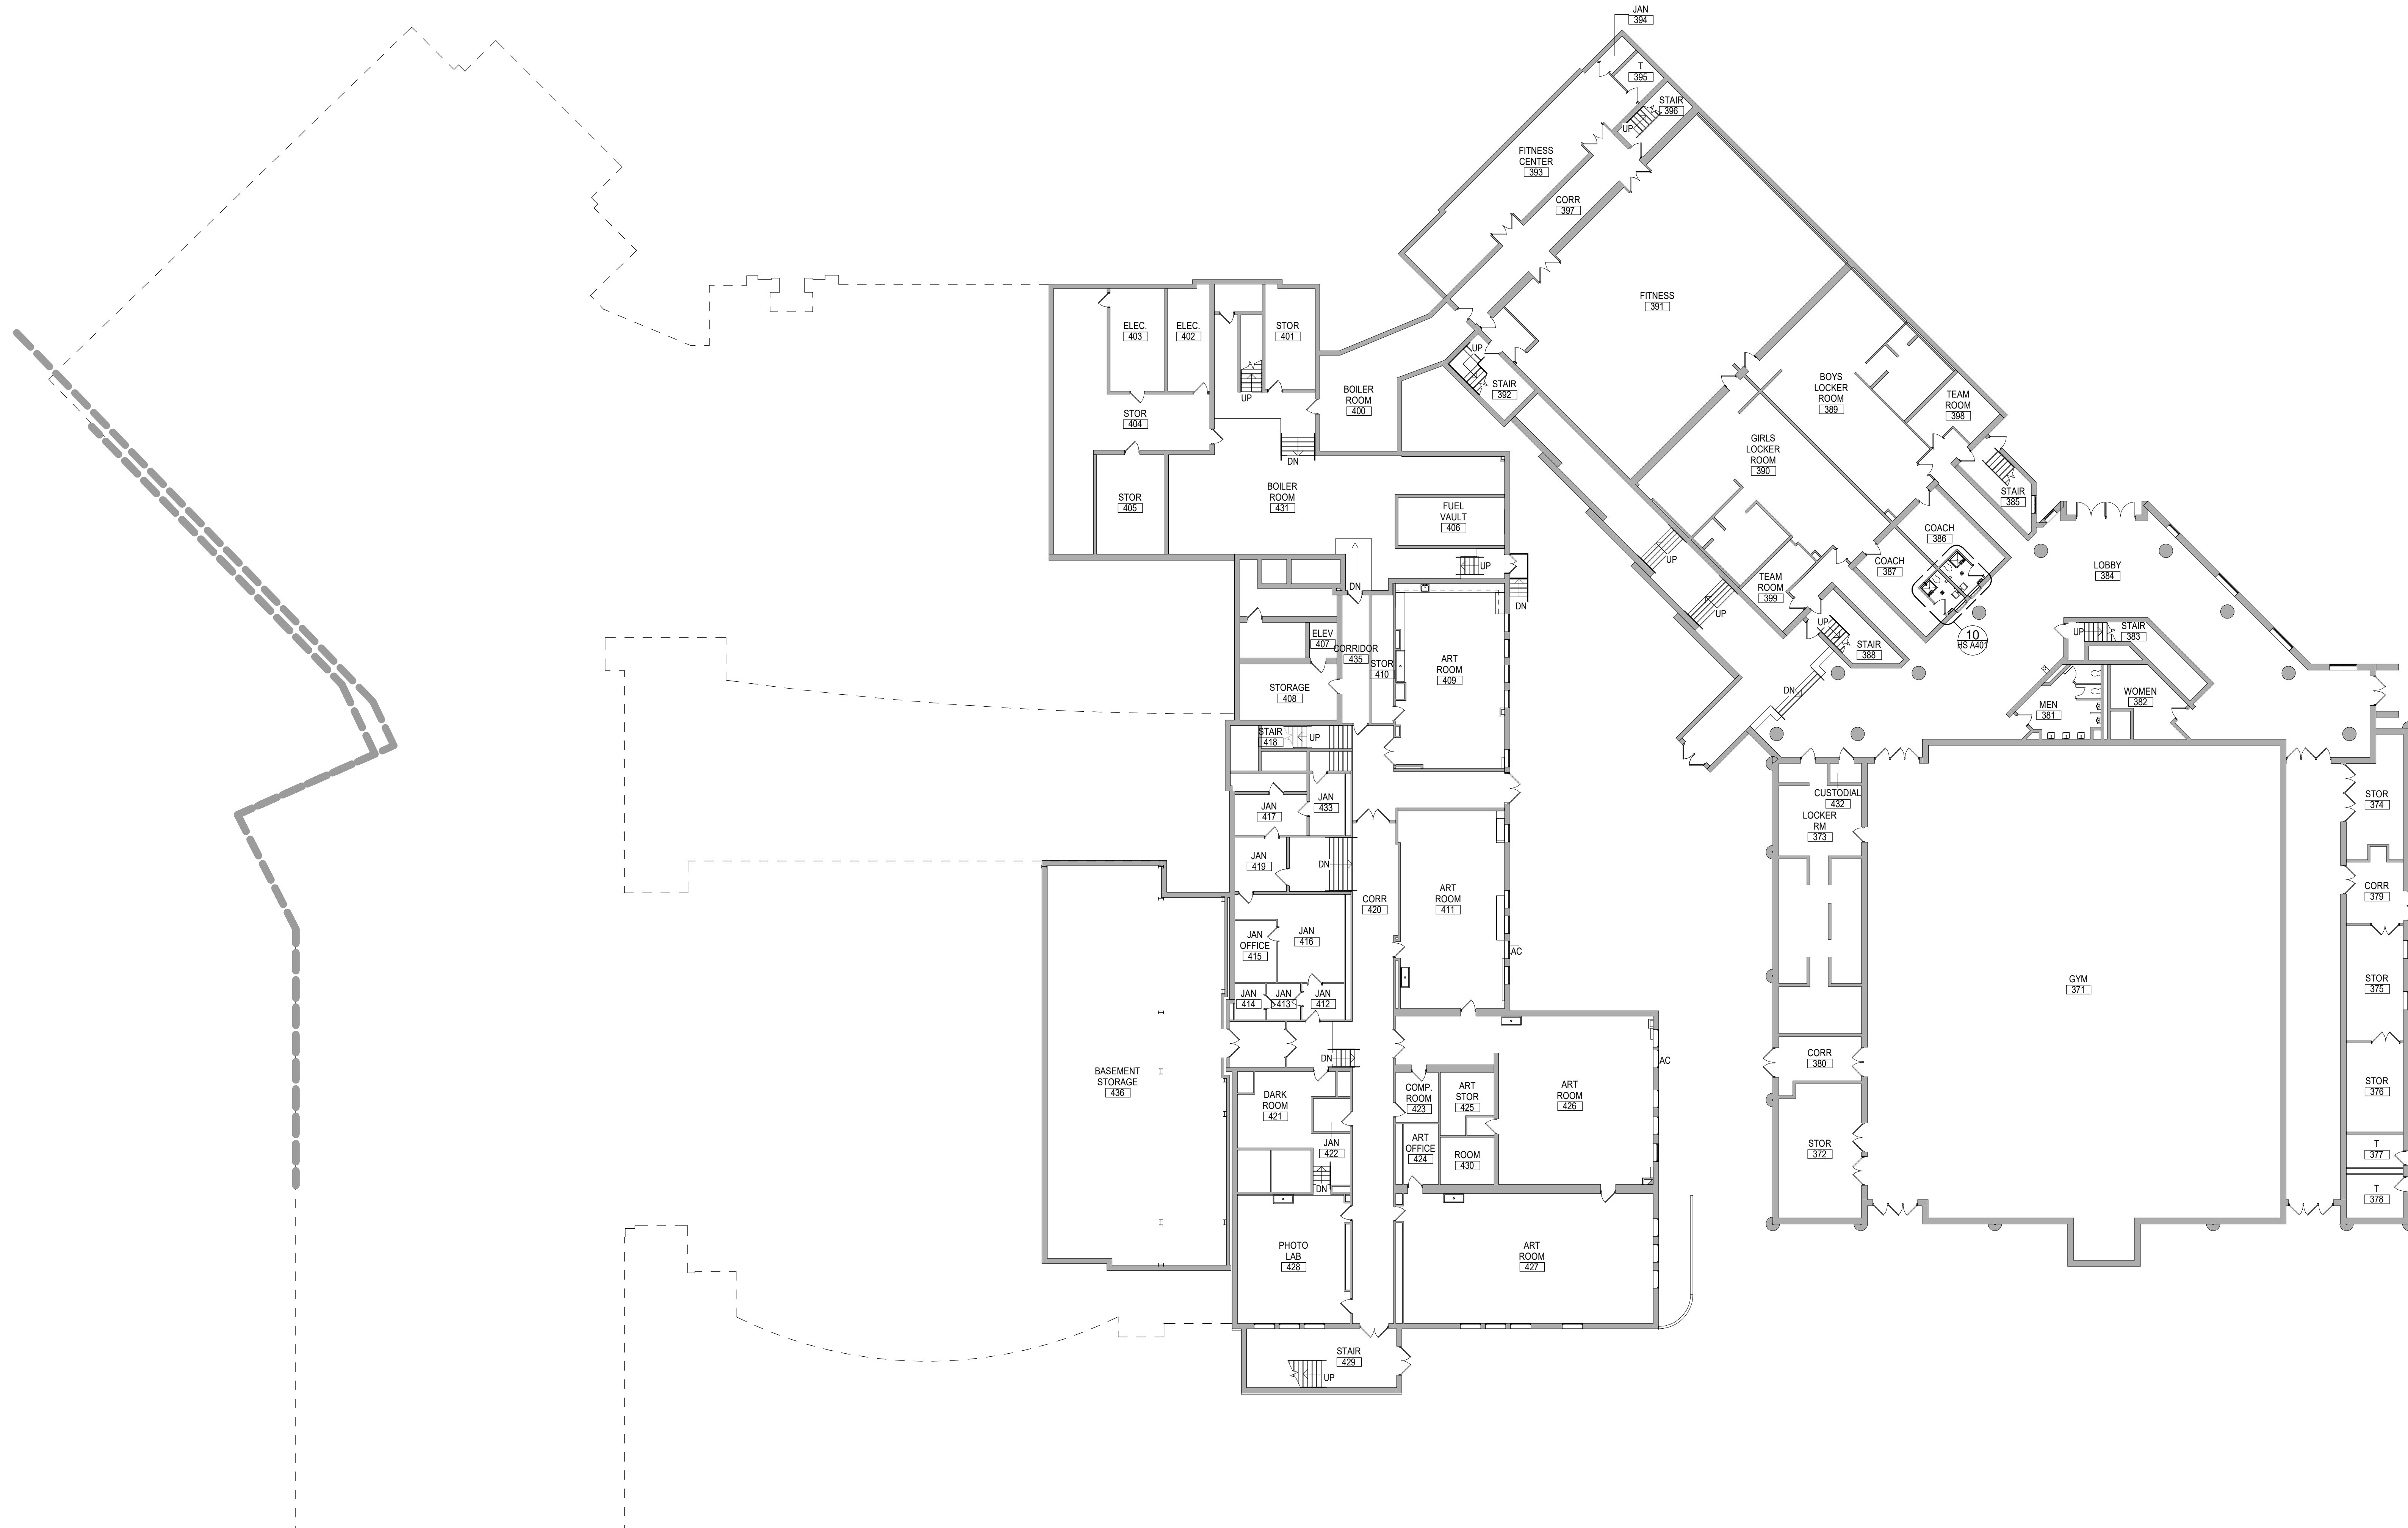 JAN
394
T
395
STAIR
396
UP
FITNESS
CENTER
393
CORR
397
FITNESS
391
ELEC.
403
ELEC.
402
STOR
401
UP
STOR
404
DN
BOILER
ROOM
400
UP
STAIR
392
BOYS
LOCKER
ROOM
389
TEAM
ROOM
398
GIRLS
LOCKER
ROOM
390
STAIR
385
STOR
405
BOILER
ROOM
431
FUEL
VAULT
406
UP
DN
DN
COACH
386
COACH
387
LOBBY
384
UP
UP
TEAM
ROOM
399
UP
STAIR
388
DN
10
HS A401
UP
STAIR
383
MEN
381
WOMEN
382
ELEV
407
CORRIDOR
435
STOR
410
ART
ROOM
409
STORAGE
408
STAIR
418
UP
JAN
433
JAN
417
JAN
419
DN
CUSTODIAL
432
LOCKER
RM
373
STOR
374
CORR
379
CORR
420
ART
ROOM
411
AC
JAN
416
JAN
OFFICE
415
JAN
414
JAN
413
JAN
412
GYM
371
STOR
375
DN
AC
BASEMENT
STORAGE
436
DARK
ROOM
421
COMP.
ROOM
423
ART
STOR
425
ART
ROOM
426
CORR
380
STOR
376
JAN
422
DN
ART
OFFICE
424
ROOM
430
STOR
372
T
377
T
378
PHOTO
LAB
428
ART
ROOM
427
STAIR
429
UP